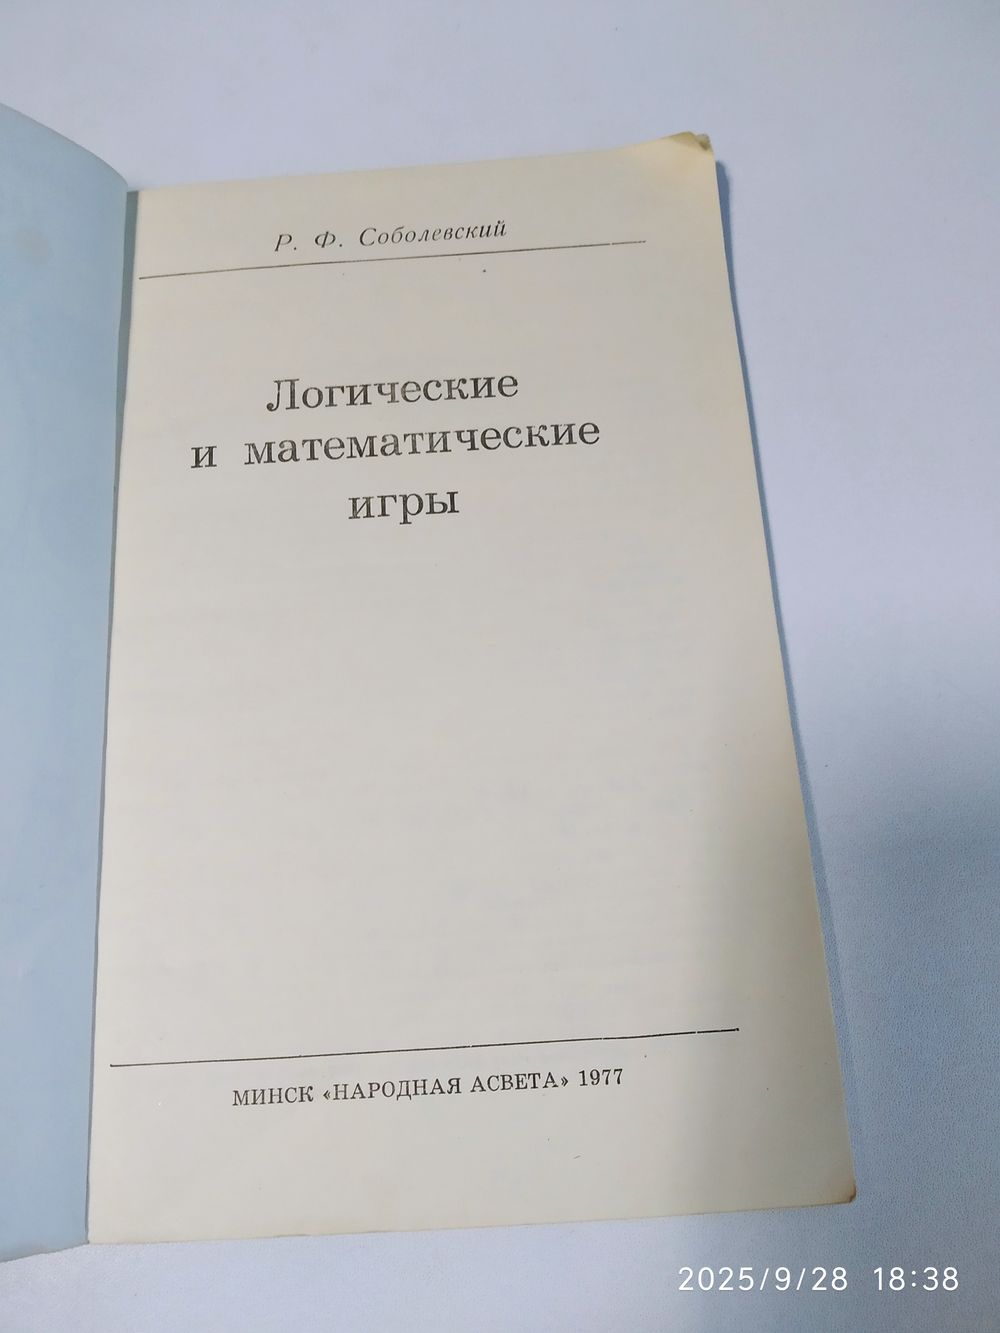 Р. Ф. Соболевский
Логические
и математические
игры
МИНСК «НАРОДНАЯ АСВЕТА» 1977
2025/9/28 18:38